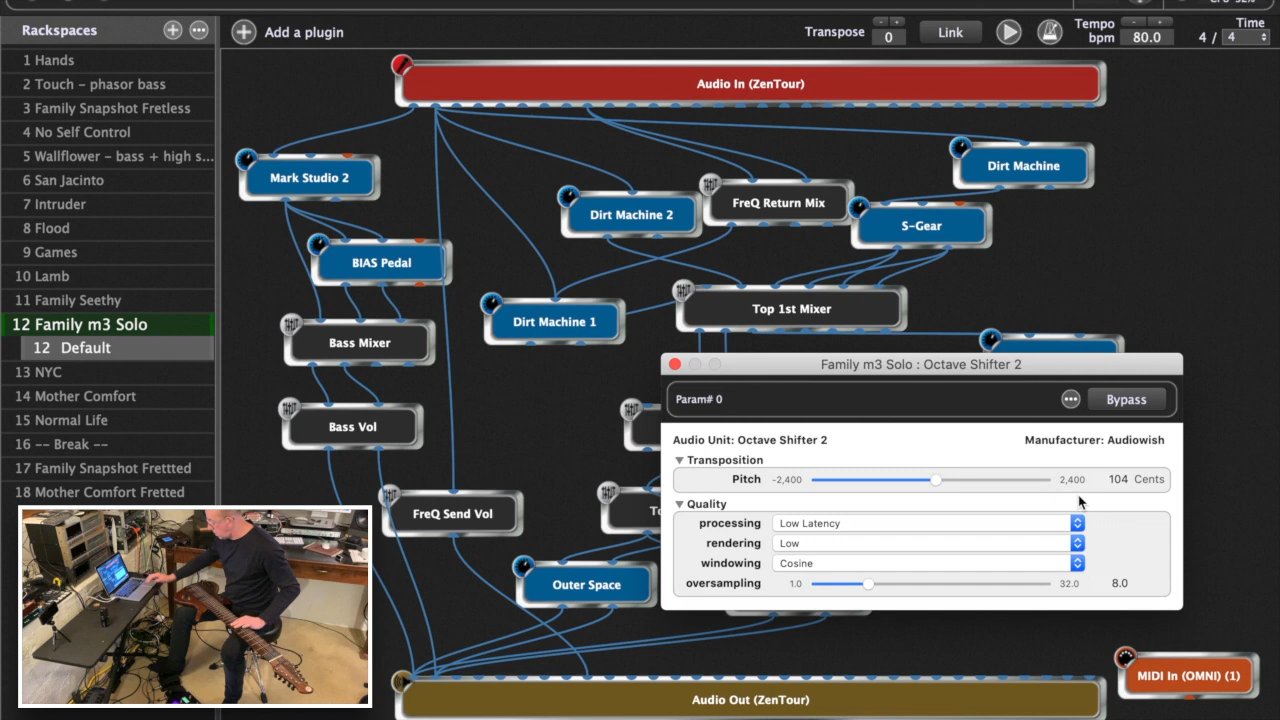 Rackspaces
Add a plugin
Transpose
0
Link
Tempo
bpm
- +
80.0
Time
4 / 4
1 Hands
2 Touch – phasor bass
3 Family Snapshot Fretless
4 No Self Control
5 Wallflower – bass + high s...
6 San Jacinto
7 Intruder
8 Flood
9 Games
10 Lamb
11 Family Seethy
12 Family m3 Solo
12 Default
13 NYC
14 Mother Comfort
15 Normal Life
16 -- Break --
17 Family Snapshot Frettted
18 Mother Comfort Fretted
Audio In (ZenTour)
Mark Studio 2
Dirt Machine
Dirt Machine 2
FreQ Return Mix
S-Gear
BIAS Pedal
Top 1st Mixer
Dirt Machine 1
Bass Mixer
Bass Vol
FreQ Send Vol
Outer Space
Family m3 Solo : Octave Shifter 2
Param# 0
Bypass
Audio Unit: Octave Shifter 2
Manufacturer: Audiowish
Transposition
Pitch -2,400 2,400 104 Cents
Quality
processing Low Latency
rendering Low
windowing Cosine
oversampling 1.0 32.0 8.0
MIDI In (OMNI) (1)
Audio Out (ZenTour)